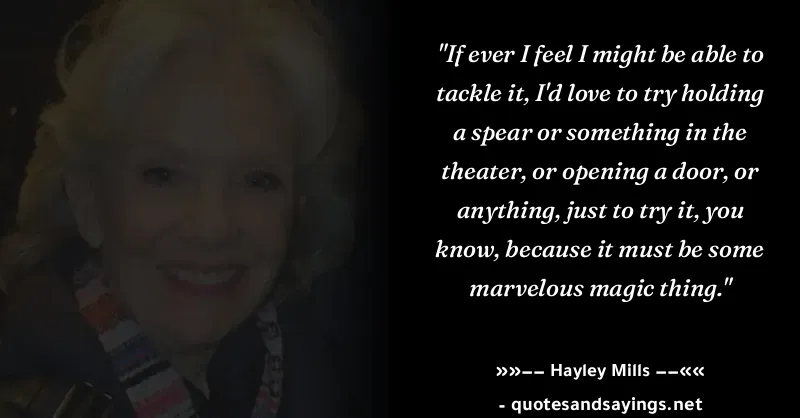 "If ever I feel I might be able to
tackle it, I'd love to try holding
a spear or something in the
theater, or opening a door, or
anything, just to try it, you
know, because it must be some
marvelous magic thing."
»»−− Hayley Mills −−««
- quotesandsayings.net